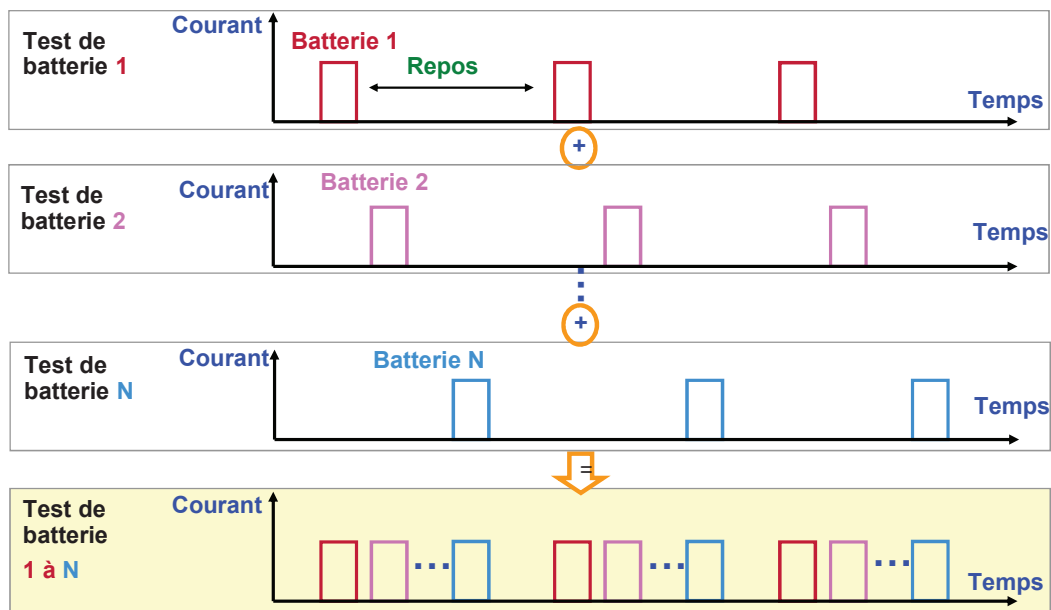 Courant
Test de
batterie 1
Batterie 1
Repos
Temps
+
Test de
batterie 2
Courant
Batterie 2
Temps
+
Test de
batterie N
Courant
Batterie N
Temps
=
Test de
batterie
1 à N
Courant
...
...
...
Temps